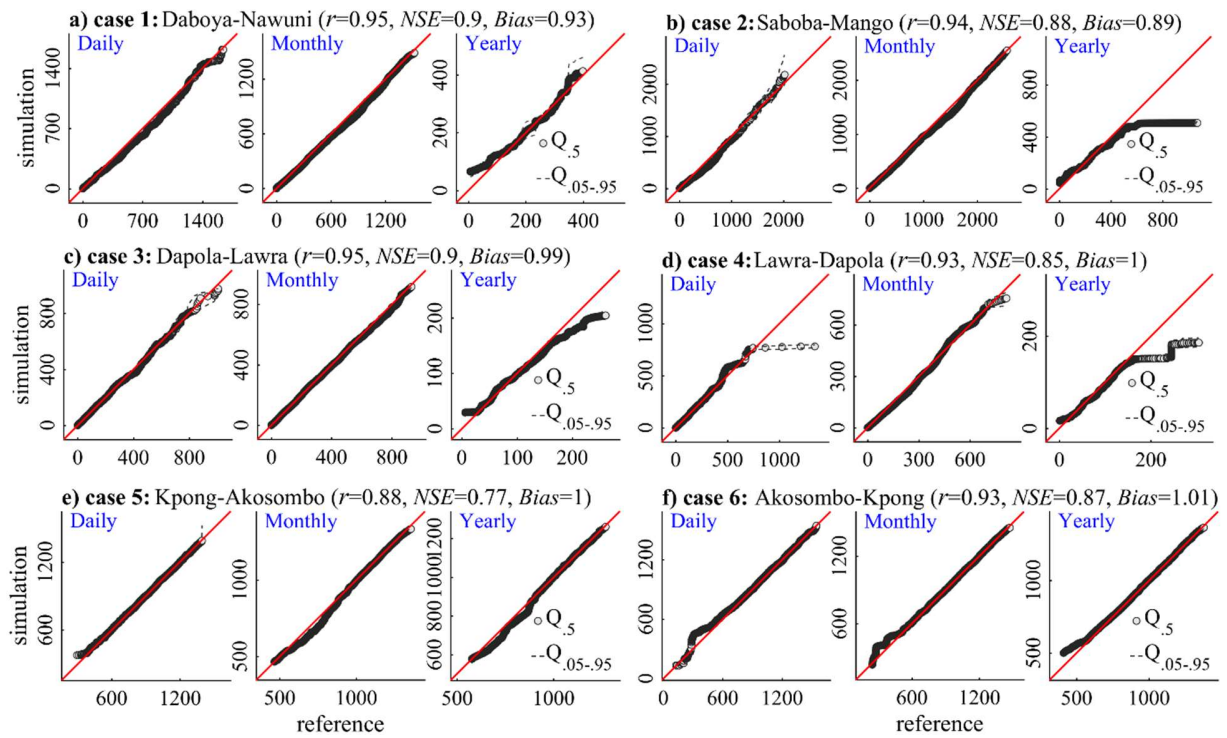 a) case 1: Daboya-Nawuni (r=0.95, NSE=0.9, Bias=0.93)
Daily
Monthly
Yearly
simulation
0 700 1400
0 700 1400
0 600 1200
0 600 1200
0 200 400
0 200 400
Q.5
Q.05-.95
b) case 2: Saboba-Mango (r=0.94, NSE=0.88, Bias=0.89)
Daily
Monthly
Yearly
0 1000 2000
0 1000 2000
0 1000 2000
0 1000 2000
0 400 800
0 400 800
Q.5
Q.05-.95
c) case 3: Dapola-Lawra (r=0.95, NSE=0.9, Bias=0.99)
Daily
Monthly
Yearly
simulation
0 400 800
0 400 800
0 400 800
0 400 800
0 100 200
0 100 200
Q.5
Q.05-.95
d) case 4: Lawra-Dapola (r=0.93, NSE=0.85, Bias=1)
Daily
Monthly
Yearly
0 500 1000
0 500 1000
0 300 600
0 300 600
0 200
0 100 200
Q.5
Q.05-.95
e) case 5: Kpong-Akosombo (r=0.88, NSE=0.77, Bias=1)
Daily
Monthly
Yearly
simulation
600 1200
600 1200
500 1000
500 1000
600 800 1000 1200
500 1000
Q.5
Q.05-.95
f) case 6: Akosombo-Kpong (r=0.93, NSE=0.87, Bias=1.01)
Daily
Monthly
Yearly
0 600 1200
0 600 1200
0 600 1200
600 1200
500 1000
500 1000
Q.5
Q.05-.95
reference
reference